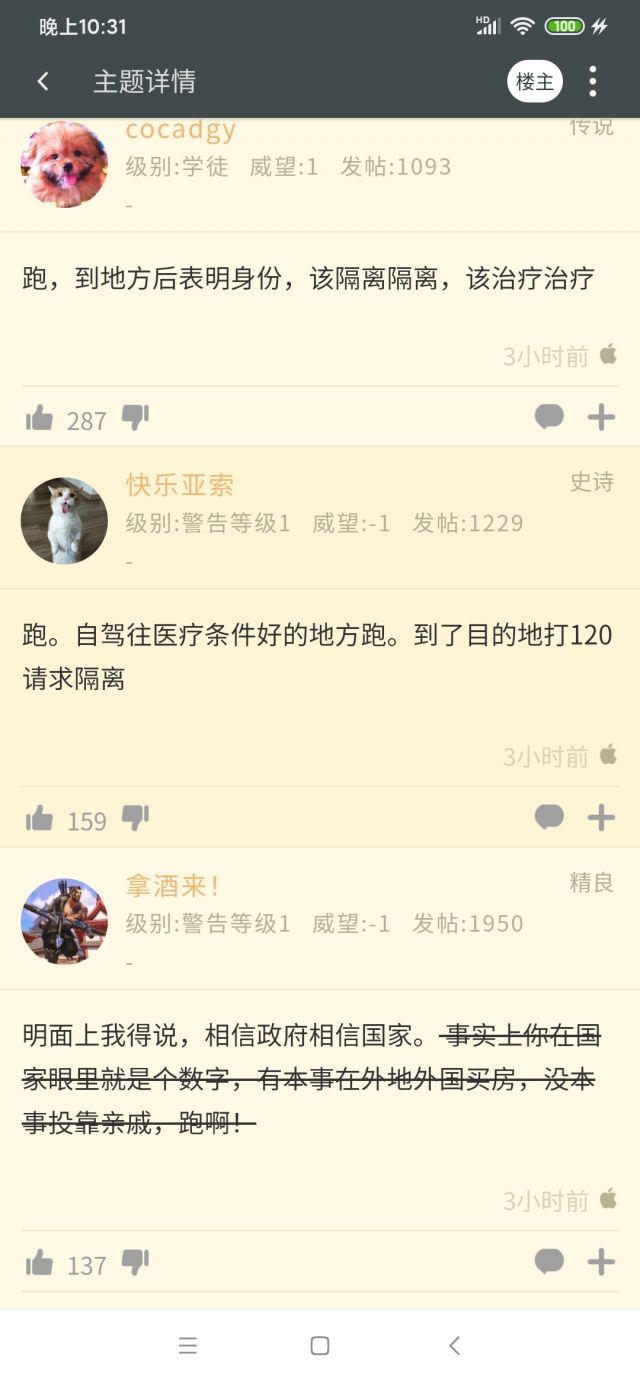 晚上10:31
HD
100
主题详情
楼主
cocadgy
传说
级别:学徒 威望:1 发帖:1093
-
跑，到地方后表明身份，该隔离隔离，该治疗治疗
3小时前
287
快乐亚索
史诗
级别:警告等级1 威望:-1 发帖:1229
-
跑。自驾往医疗条件好的地方跑。到了目的地打120
请求隔离
3小时前
159
拿酒来！
精良
级别:警告等级1 威望:-1 发帖:1950
-
明面上我得说，相信政府相信国家。事实上你在国
家眼里就是个数字，有本事在外地外国买房，没本
事投靠亲戚，跑啊！
3小时前
137